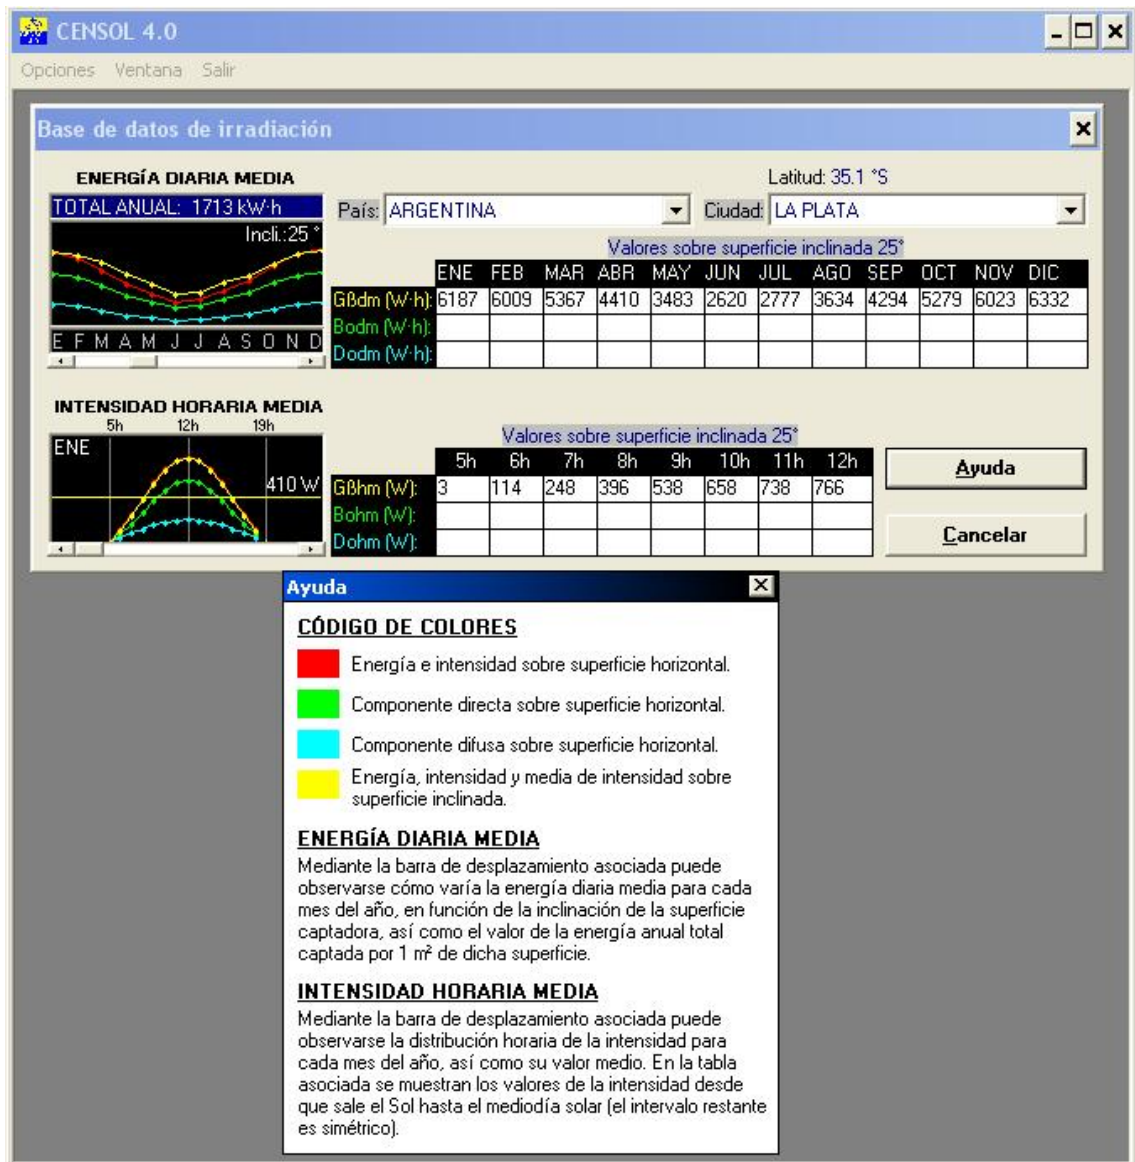 CENSOL 4.0
Opciones Ventana Salir
Base de datos de irradiación
ENERGÍA DIARIA MEDIA
Latitud: 35.1 °S
TOTAL ANUAL: 1713 kW·h
País: ARGENTINA
Ciudad: LA PLATA
Incli.:25 °
Valores sobre superficie inclinada 25°
ENE FEB MAR ABR MAY JUN JUL AGO SEP OCT NOV DIC
Gßdm (W·h): 6187 6009 5367 4410 3483 2620 2777 3634 4294 5279 6023 6332
Bodm (W·h):
E F M A M J J A S O N D
Dodm (W·h):
INTENSIDAD HORARIA MEDIA
5h 12h 19h
ENE
410 W
Valores sobre superficie inclinada 25°
5h 6h 7h 8h 9h 10h 11h 12h
Gßhm (W): 3 114 248 396 538 658 738 766
Bohm (W):
Dohm (W):
Ayuda
Cancelar
Ayuda
CÓDIGO DE COLORES
Energía e intensidad sobre superficie horizontal.
Componente directa sobre superficie horizontal.
Componente difusa sobre superficie horizontal.
Energía, intensidad y media de intensidad sobre
superficie inclinada.
ENERGÍA DIARIA MEDIA
Mediante la barra de desplazamiento asociada puede
observarse cómo varía la energía diaria media para cada
mes del año, en función de la inclinación de la superficie
captadora, así como el valor de la energía anual total
captada por 1 m² de dicha superficie.
INTENSIDAD HORARIA MEDIA
Mediante la barra de desplazamiento asociada puede
observarse la distribución horaria de la intensidad para
cada mes del año, así como su valor medio. En la tabla
asociada se muestran los valores de la intensidad desde
que sale el Sol hasta el mediodía solar (el intervalo restante
es simétrico).